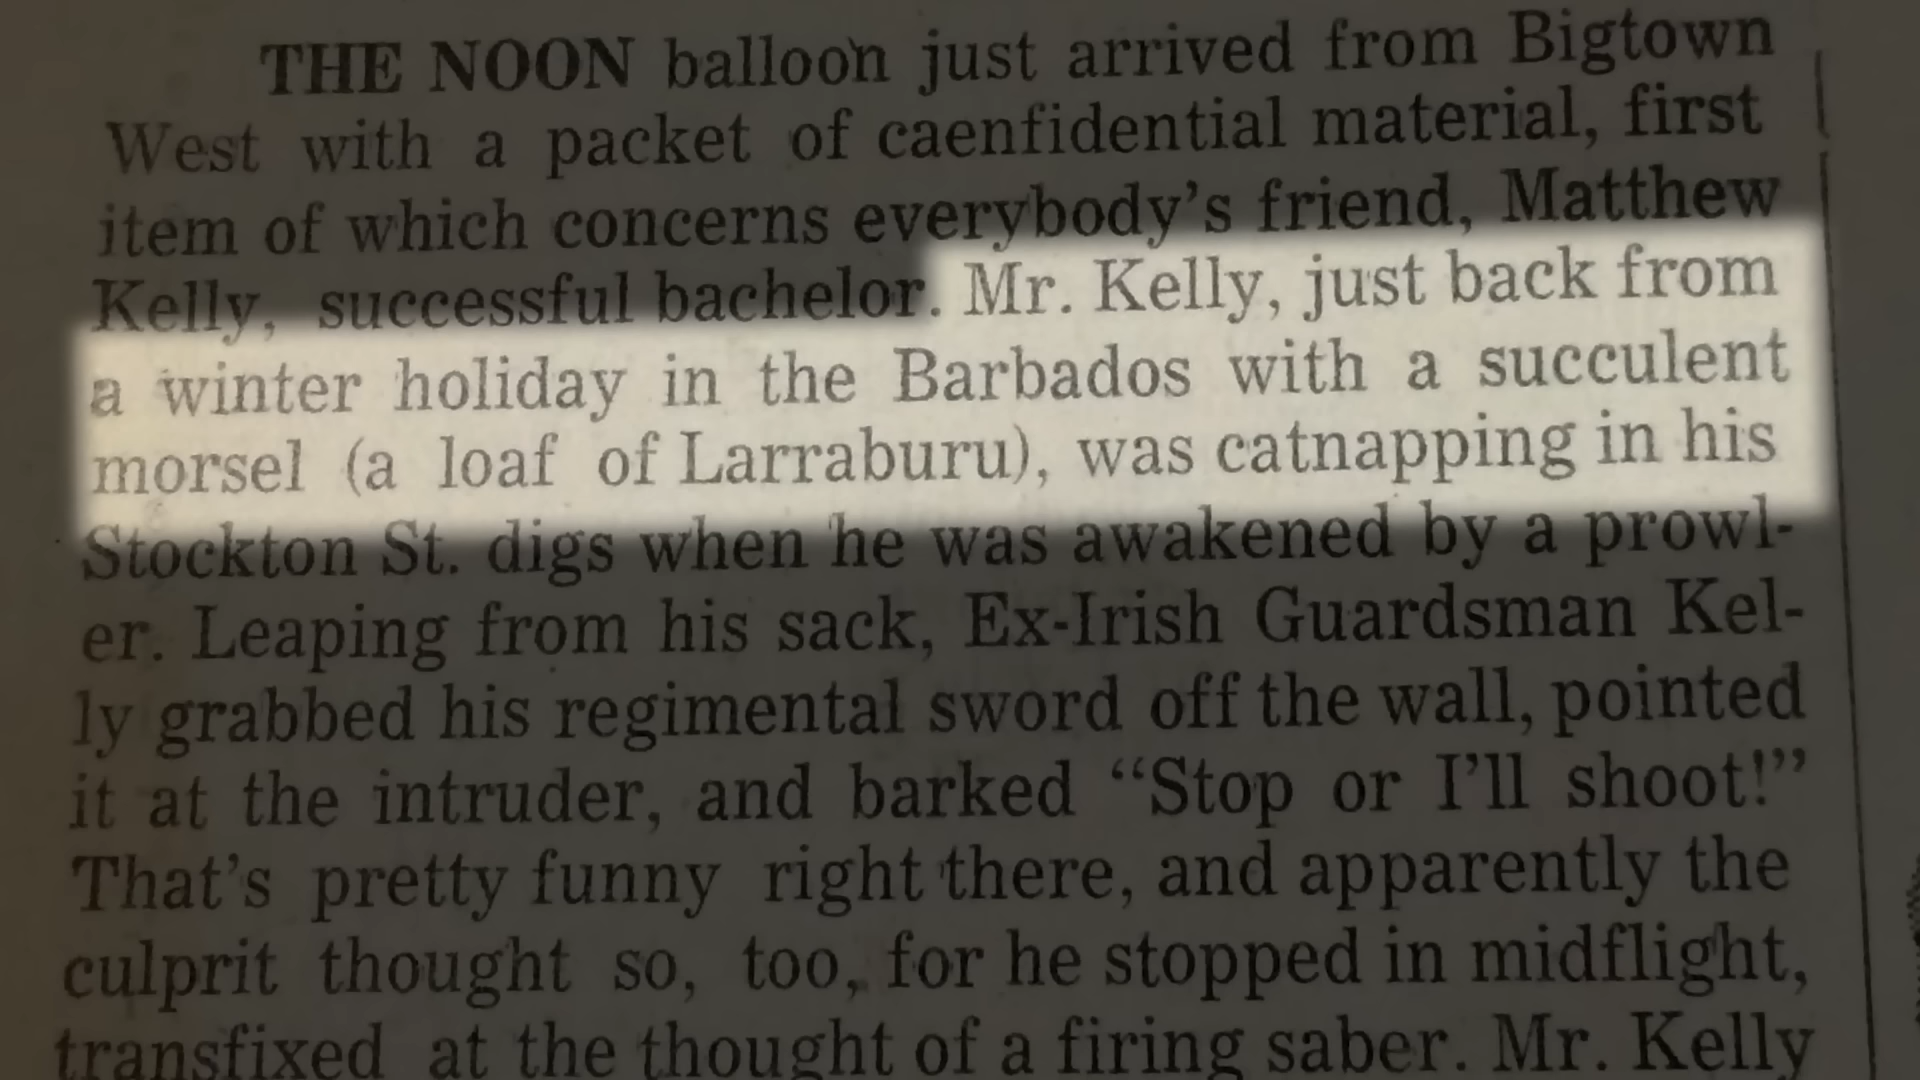 THE NOON balloon just arrived from Bigtown
West with a packet of caenfidential material, first
item of which concerns everybody's friend, Matthew
Kelly, successful bachelor. Mr. Kelly, just back from
a winter holiday in the Barbados with a succulent
morsel (a loaf of Larraburu), was catnapping in his
Stockton St. digs when he was awakened by a prowl-
er. Leaping from his sack, Ex-Irish Guardsman Kel-
ly grabbed his regimental sword off the wall, pointed
it at the intruder, and barked “Stop or I'll shoot!”
That's pretty funny right there, and apparently the
culprit thought so, too, for he stopped in midflight,
transfixed at the thought of a firing saber. Mr. Kelly